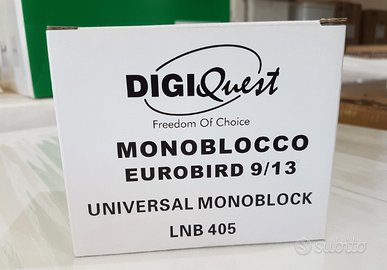 DIGIQuest
Freedom Of Choice
MONOBLOCCO
EUROBIRD 9/13
UNIVERSAL MONOBLOCK
LNB 405
subito